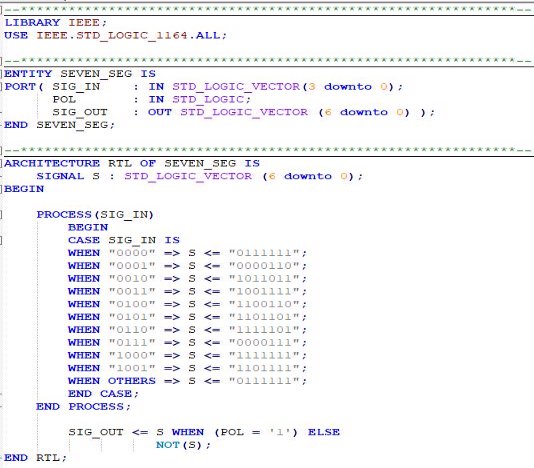 --************************************************************--
LIBRARY IEEE;
USE IEEE.STD_LOGIC_1164.ALL;
--************************************************************--
ENTITY SEVEN_SEG IS
PORT( SIG_IN : IN STD_LOGIC_VECTOR(3 downto 0);
POL : IN STD_LOGIC;
SIG_OUT : OUT STD_LOGIC_VECTOR (6 downto 0) );
END SEVEN_SEG;
--************************************************************--
ARCHITECTURE RTL OF SEVEN_SEG IS
SIGNAL S : STD_LOGIC_VECTOR (6 downto 0);
BEGIN
PROCESS(SIG_IN)
BEGIN
CASE SIG_IN IS
WHEN "0000" => S <= "0111111";
WHEN "0001" => S <= "0000110";
WHEN "0010" => S <= "1011011";
WHEN "0011" => S <= "1001111";
WHEN "0100" => S <= "1100110";
WHEN "0101" => S <= "1101101";
WHEN "0110" => S <= "1111101";
WHEN "0111" => S <= "0000111";
WHEN "1000" => S <= "1111111";
WHEN "1001" => S <= "1101111";
WHEN OTHERS => S <= "0111111";
END CASE;
END PROCESS;
SIG_OUT <= S WHEN (POL = '1') ELSE
NOT(S);
END RTL;